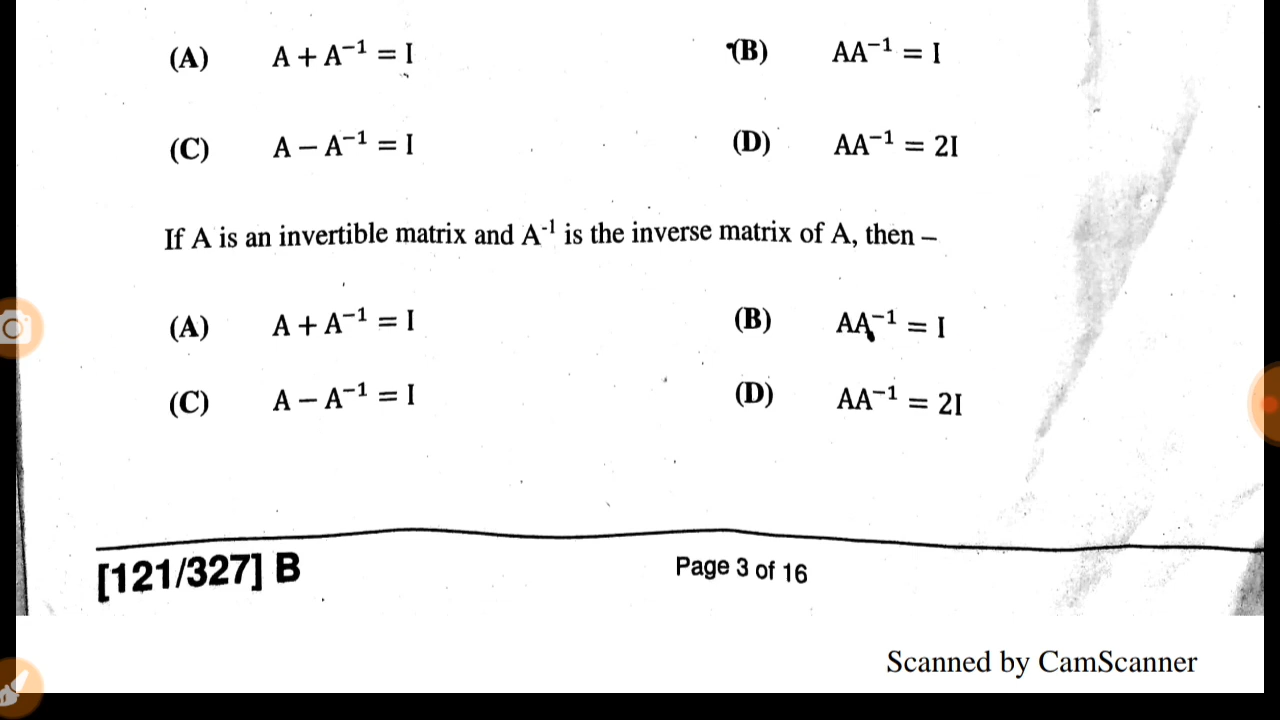 (A) A + A⁻¹ = I (B) AA⁻¹ = I
(C) A – A⁻¹ = I (D) AA⁻¹ = 2I
If A is an invertible matrix and A⁻¹ is the inverse matrix of A, then –
(A) A + A⁻¹ = I (B) AA⁻¹ = I
(C) A – A⁻¹ = I (D) AA⁻¹ = 2I
[121/327] B Page 3 of 16
Scanned by CamScanner